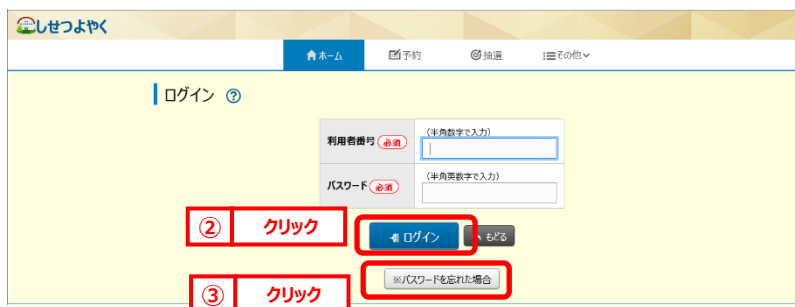 しせつよやく
ホーム 予約 抽選 その他
ログイン ?
利用者番号 必須 （半角数字で入力）
パスワード 必須 （半角英数字で入力）
② クリック
ログイン もどる
※パスワードを忘れた場合
③ クリック